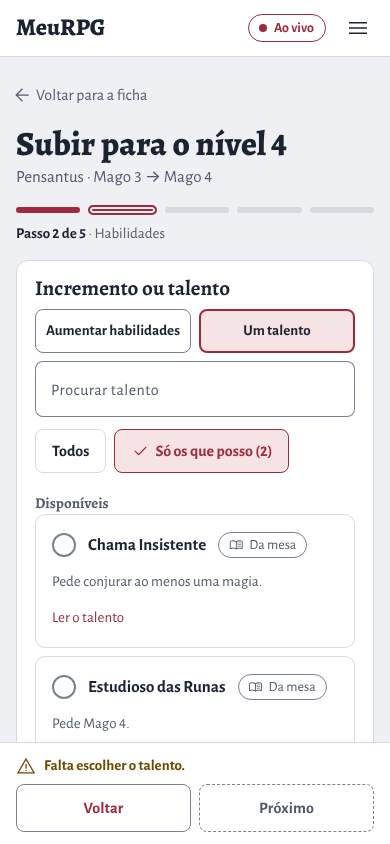 MeuRPG
Ao vivo
Voltar para a ficha
Subir para o nível 4
Pensantus · Mago 3 → Mago 4
Passo 2 de 5 · Habilidades
Incremento ou talento
Aumentar habilidades
Um talento
Procurar talento
Todos
Só os que posso (2)
Disponíveis
Chama Insistente
Da mesa
Pede conjurar ao menos uma magia.
Ler o talento
Estudioso das Runas
Da mesa
Pede Mago 4.
Falta escolher o talento.
Voltar
Próximo